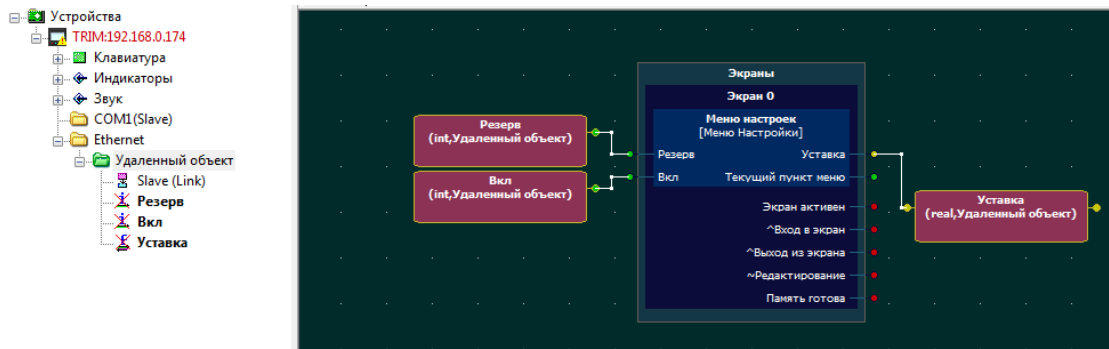 Устройства
TRIM:192.168.0.174
Клавиатура
Индикаторы
Звук
COM1(Slave)
Ethernet
Удаленный объект
Slave (Link)
Резерв
Вкл
Уставка
Экраны
Экран 0
Меню настроек
[Меню Настройки]
Резерв
(int,Удаленный объект)
Резерв Уставка
Вкл
(int,Удаленный объект)
Вкл Текущий пункт меню
Экран активен
^Вход в экран
^Выход из экрана
~Редактирование
Память готова
Уставка
(real,Удаленный объект)